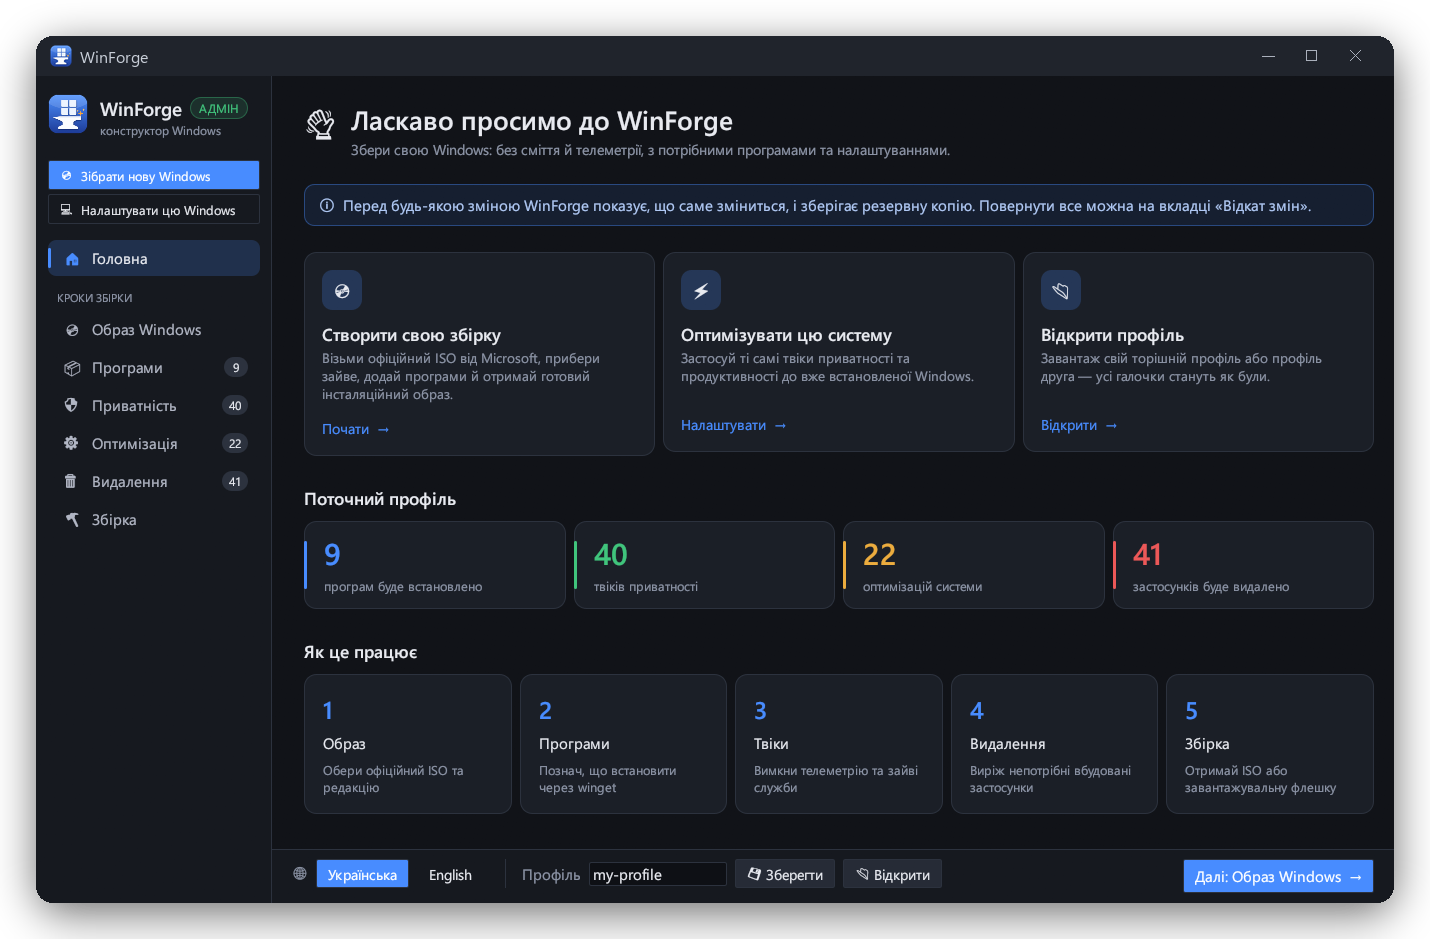 WinForge
WinForge АДМІН
конструктор Windows
Зібрати нову Windows
Налаштувати цю Windows
Головна
КРОКИ ЗБІРКИ
Образ Windows
Програми 9
Приватність 40
Оптимізація 22
Видалення 41
Збірка
Ласкаво просимо до WinForge
Збери свою Windows: без сміття й телеметрії, з потрібними програмами та налаштуваннями.
Перед будь-якою зміною WinForge показує, що саме зміниться, і зберігає резервну копію. Повернути все можна на вкладці «Відкат змін».
Створити свою збірку
Візьми офіційний ISO від Microsoft, прибери
зайве, додай програми й отримай готовий
інсталяційний образ.
Почати →
Оптимізувати цю систему
Застосуй ті самі твіки приватності та
продуктивності до вже встановленої Windows.
Налаштувати →
Відкрити профіль
Завантаж свій торішній профіль або профіль
друга — усі галочки стануть як були.
Відкрити →
Поточний профіль
9
програм буде встановлено
40
твіків приватності
22
оптимізацій системи
41
застосунків буде видалено
Як це працює
1
Образ
Обери офіційний ISO та
редакцію
2
Програми
Познач, що встановити
через winget
3
Твіки
Вимкни телеметрію та зайві
служби
4
Видалення
Виріж непотрібні вбудовані
застосунки
5
Збірка
Отримай ISO або
завантажувальну флешку
Українська English Профіль my-profile Зберегти Відкрити Далі: Образ Windows →